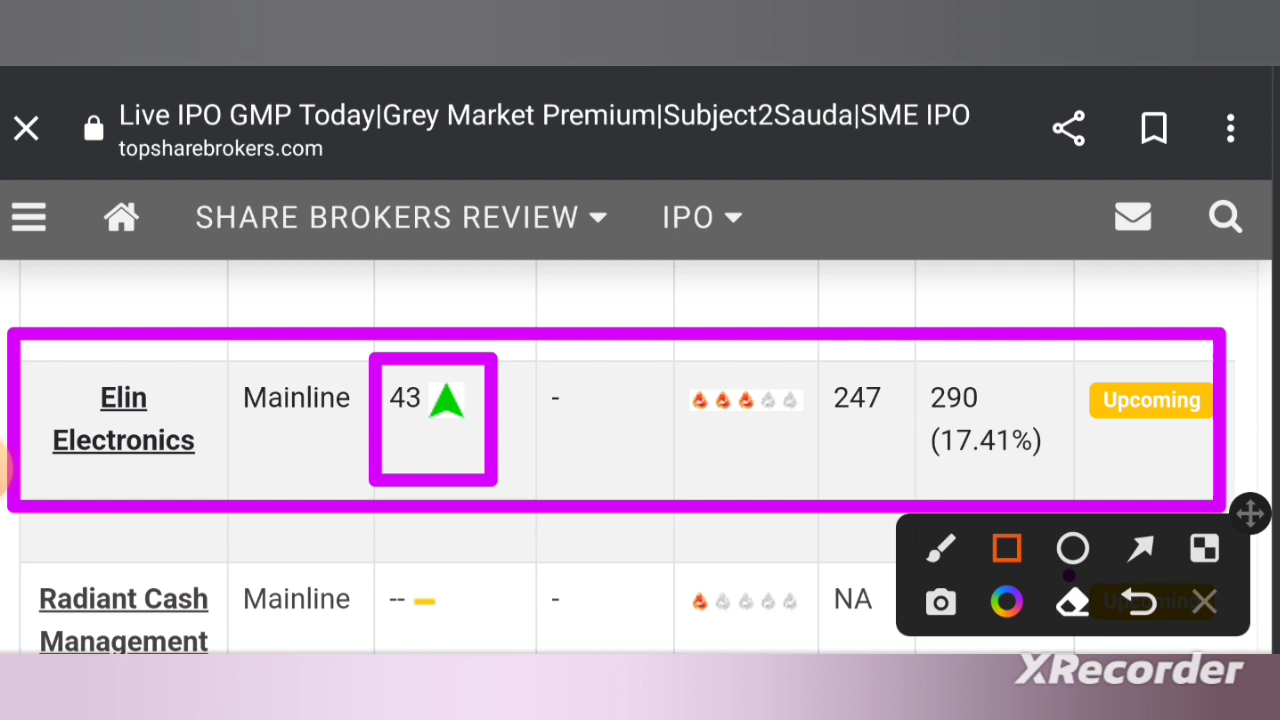 Live IPO GMP Today|Grey Market Premium|Subject2Sauda|SME IPO
topsharebrokers.com
SHARE BROKERS REVIEW IPO
Elin Electronics Mainline 43 - 247 290 (17.41%) Upcoming
Radiant Cash Management Mainline -- - NA Upcoming
XRecorder